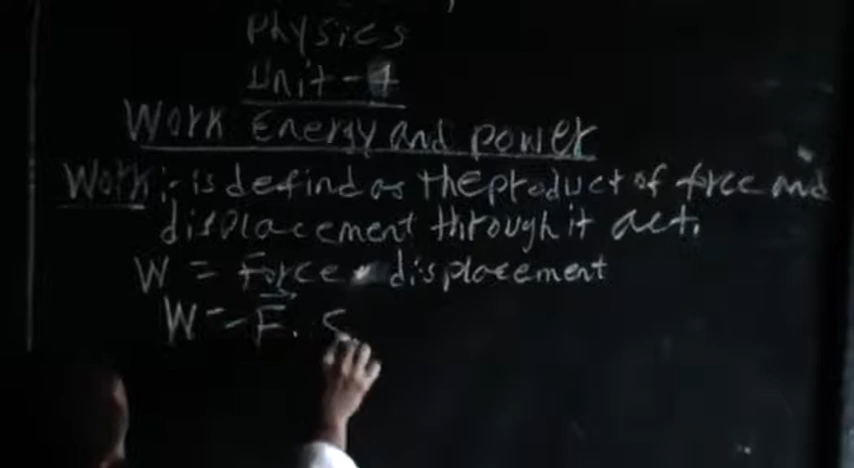 Physics
Unit - 4
Work Energy and power
Work :- is defind as the product of frce and
displacement through it act.
W = Force · displacement
W = F⃗. S